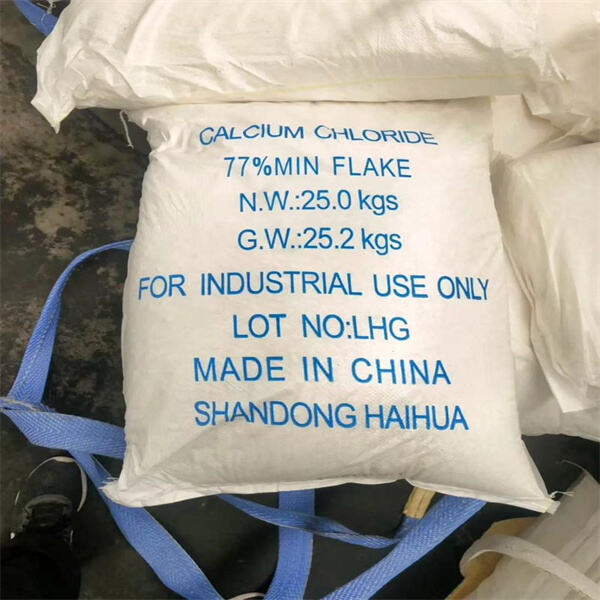 CALCIUM CHLORIDE
77%MIN FLAKE
N.W.:25.0 kgs
G.W.:25.2 kgs
FOR INDUSTRIAL USE ONLY
LOT NO:LHG
MADE IN CHINA
SHANDONG HAIHUA